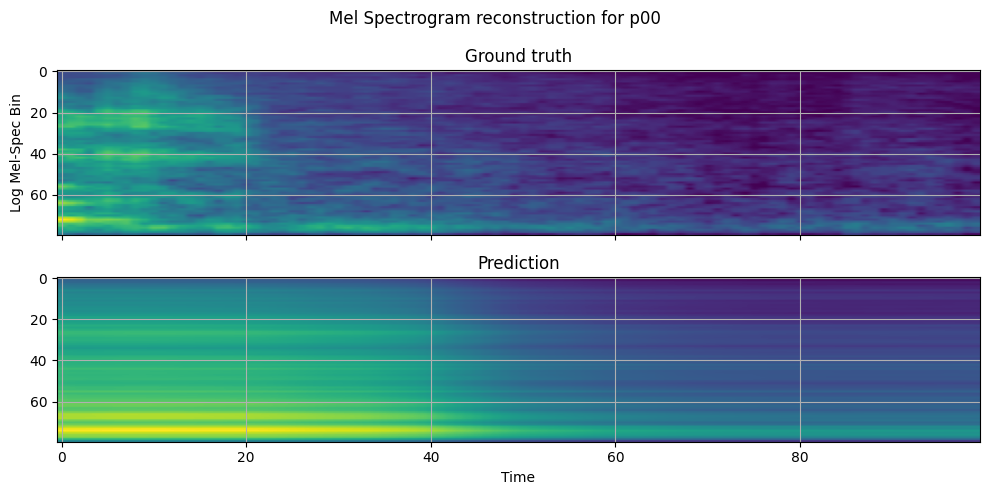 Mel Spectrogram reconstruction for p00
Ground truth
Log Mel-Spec Bin
0
20
40
60
Prediction
0
20
40
60
0 20 40 60 80
Time